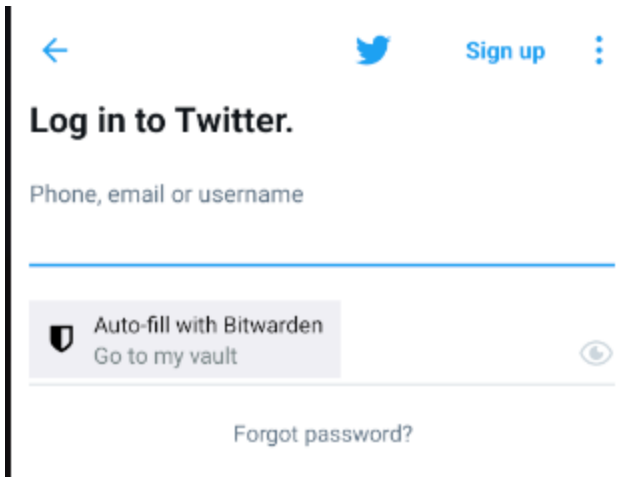 Sign up
Log in to Twitter.
Phone, email or username
Auto-fill with Bitwarden
Go to my vault
Forgot password?